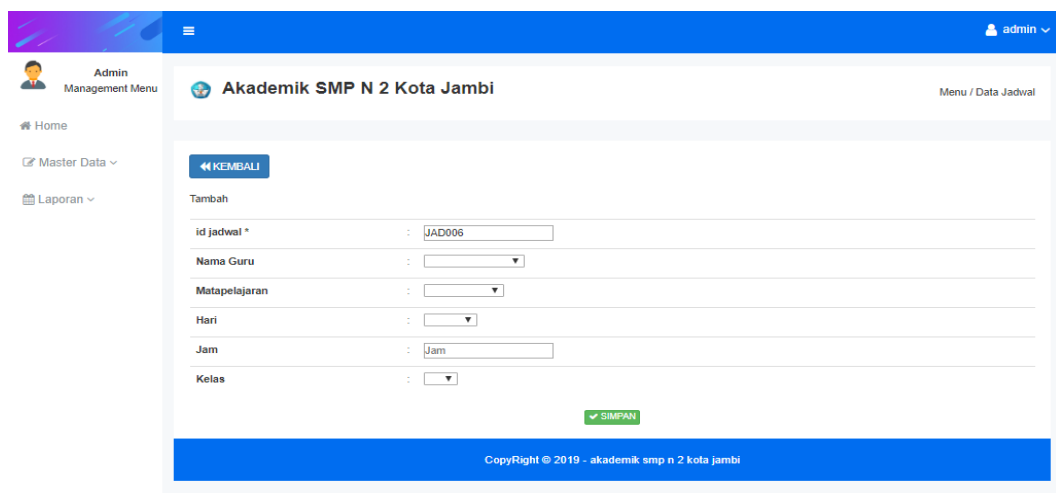 admin
Admin
Management Menu
Akademik SMP N 2 Kota Jambi
Menu / Data Jadwal
Home
Master Data
Laporan
KEMBALI
Tambah
id jadwal * : JAD006
Nama Guru :
Matapelajaran :
Hari :
Jam : Jam
Kelas :
SIMPAN
CopyRight © 2019 - akademik smp n 2 kota jambi